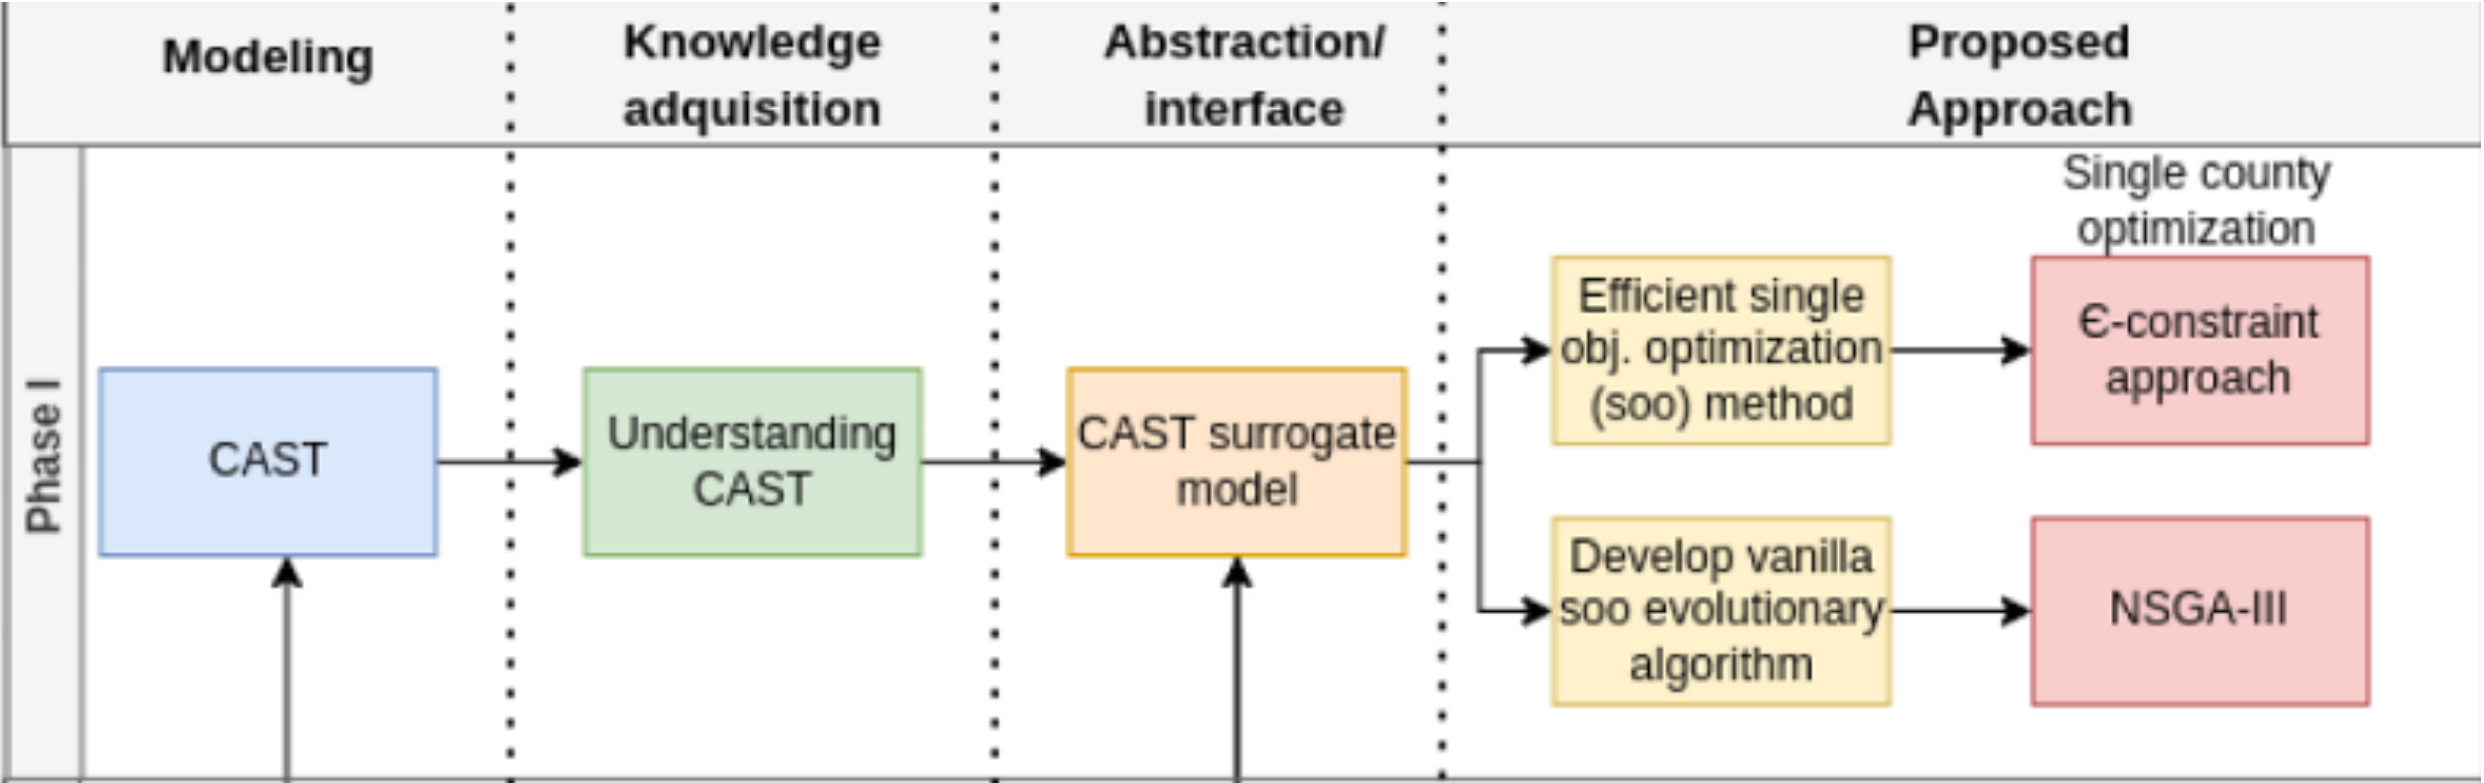 Modeling
Knowledge
adquisition
Abstraction/
interface
Proposed
Approach
Phase I
CAST
Understanding
CAST
CAST surrogate
model
Efficient single
obj. optimization
(soo) method
Single county
optimization
Є-constraint
approach
Develop vanilla
soo evolutionary
algorithm
NSGA-III